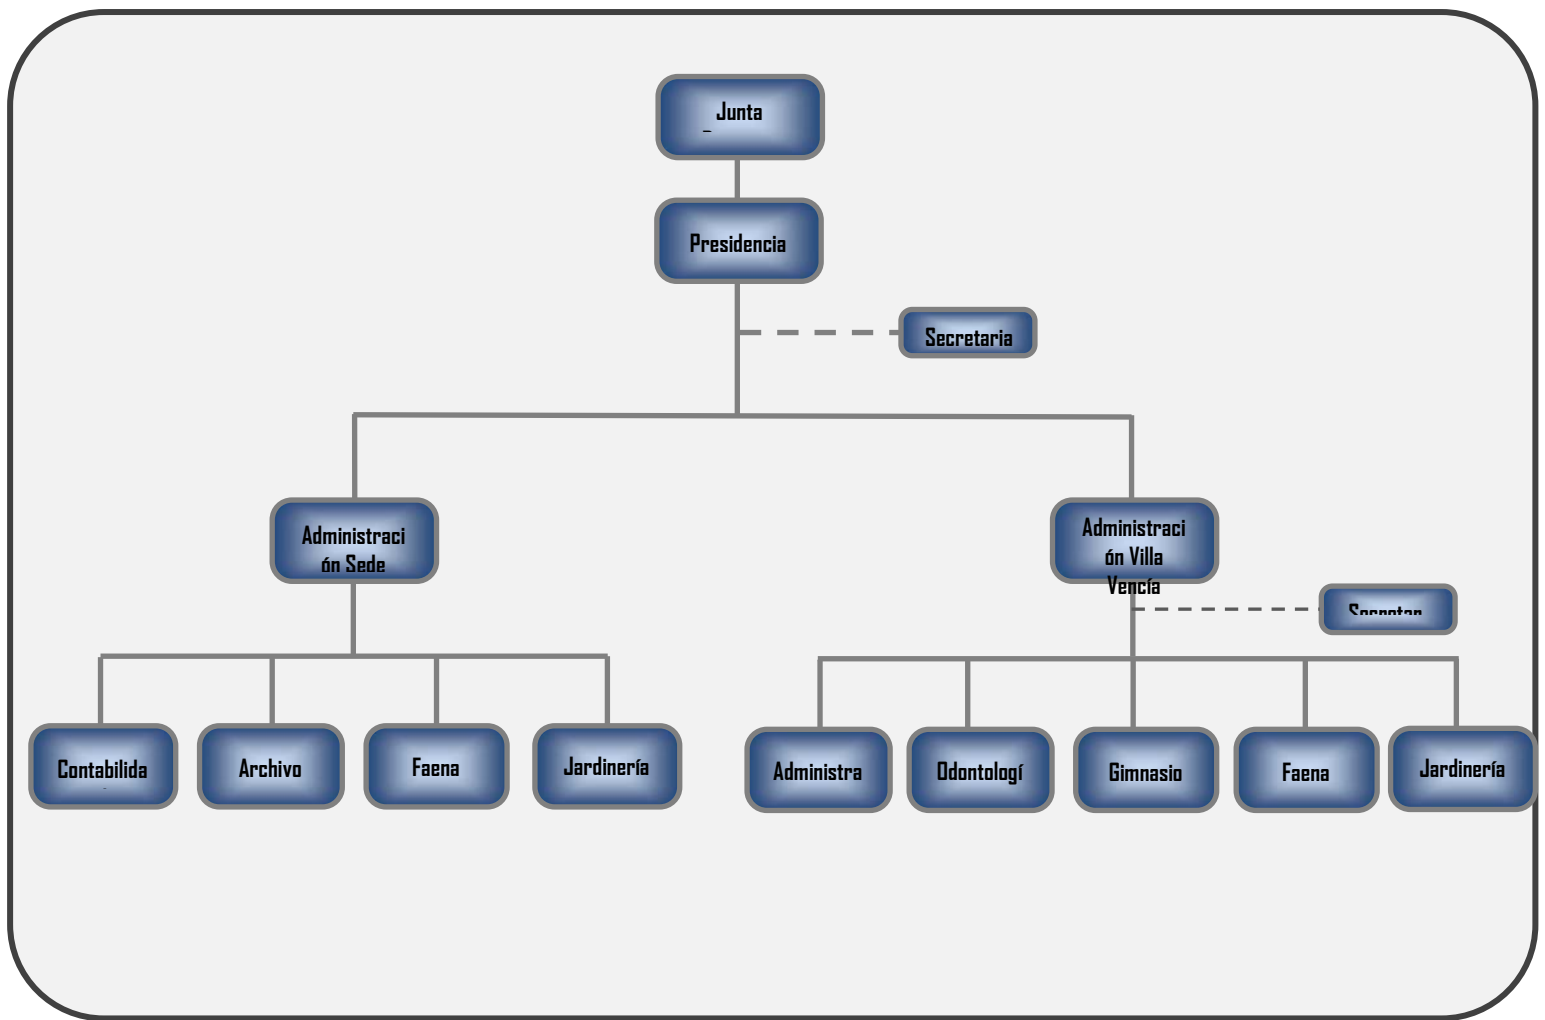 Junta
Presidencia
Secretaria
Administraci
ón Sede
Administraci
ón Villa
Vencía
Contabilida
Archivo
Faena
Jardinería
Administra
Odontologí
Gimnasio
Faena
Jardinería